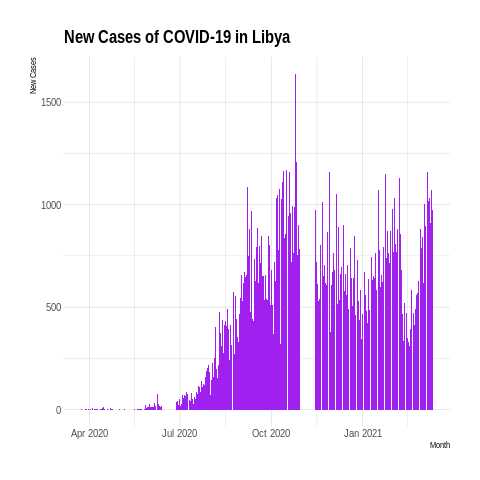 New Cases of COVID-19 in Libya
New Cases
1500
1000
500
0
Apr 2020 Jul 2020 Oct 2020 Jan 2021
Month